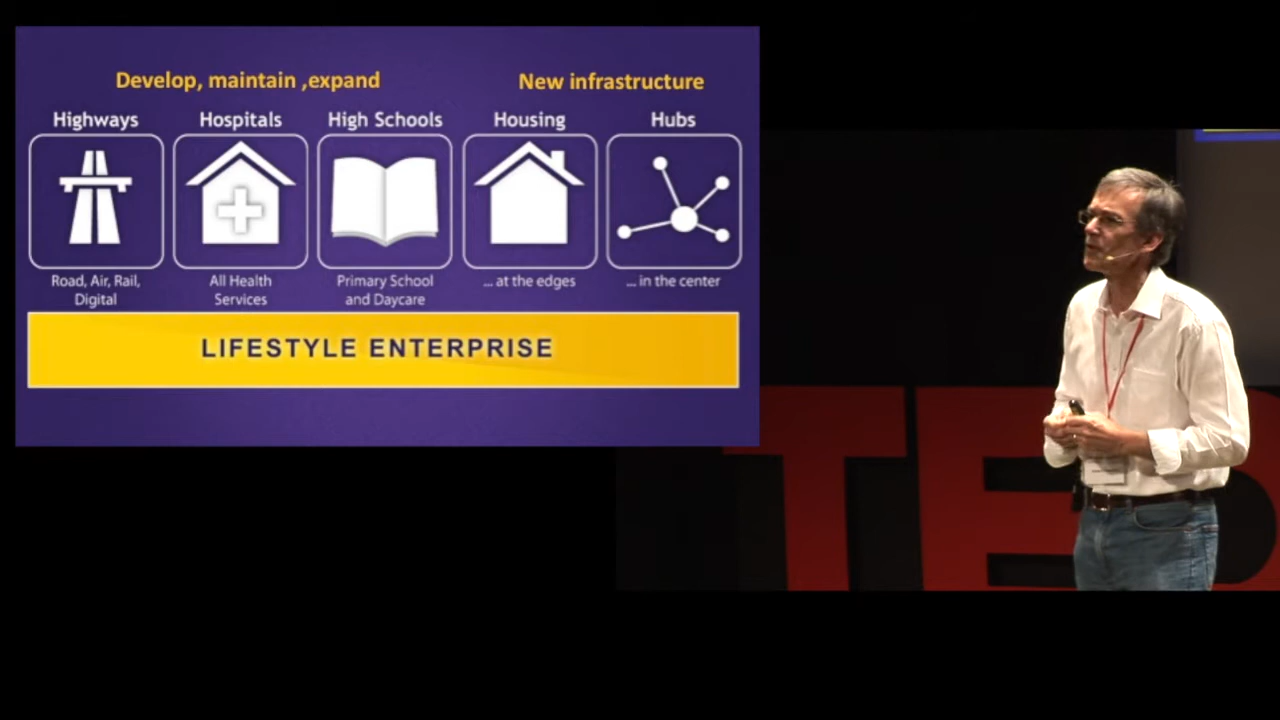 Develop, maintain ,expand
New infrastructure
Highways
Hospitals
High Schools
Housing
Hubs
Road, Air, Rail,
Digital
All Health
Services
Primary School
and Daycare
... at the edges
... in the center
LIFESTYLE ENTERPRISE
TED